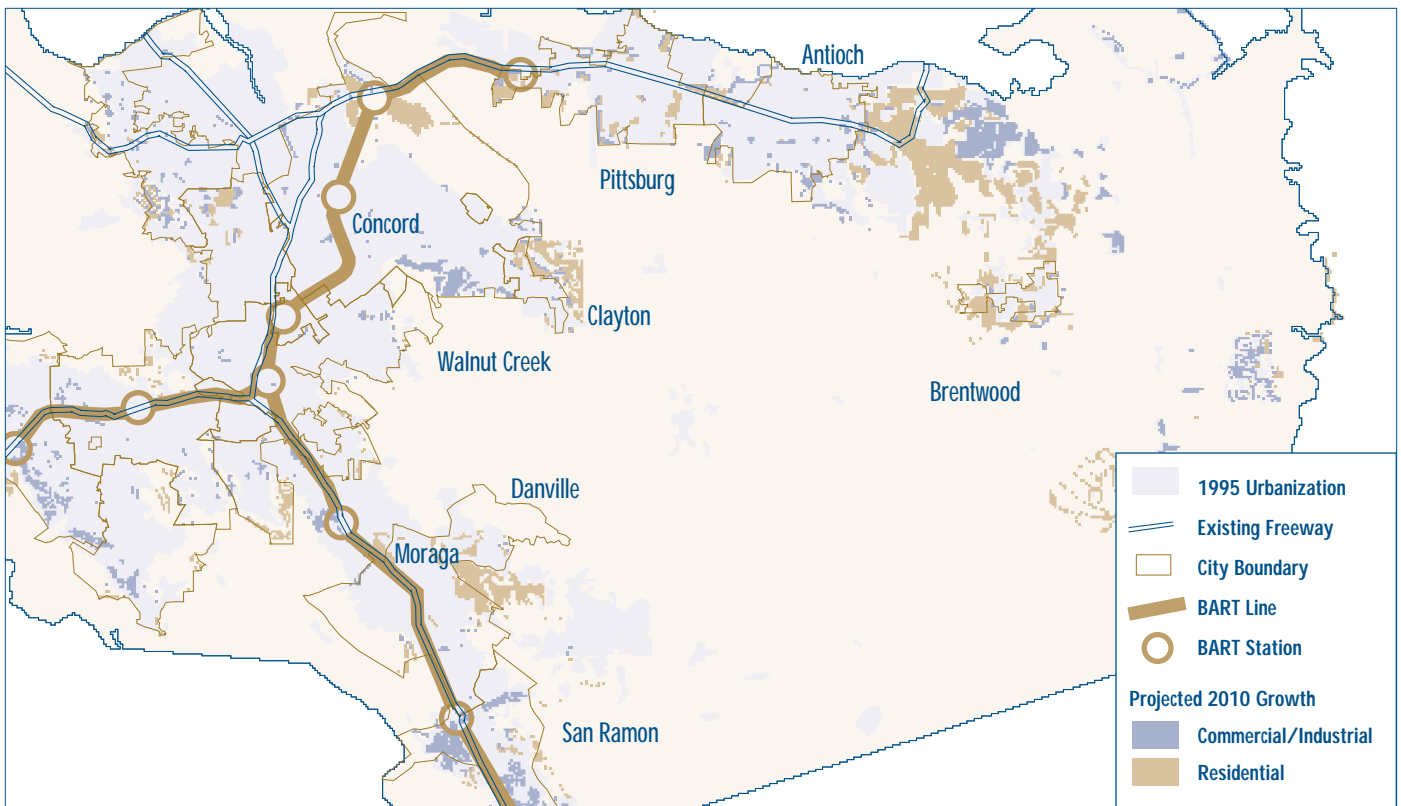 Antioch
Pittsburg
Concord
Clayton
Walnut Creek
Brentwood
Danville
Moraga
San Ramon
1995 Urbanization
Existing Freeway
City Boundary
BART Line
BART Station
Projected 2010 Growth
Commercial/Industrial
Residential